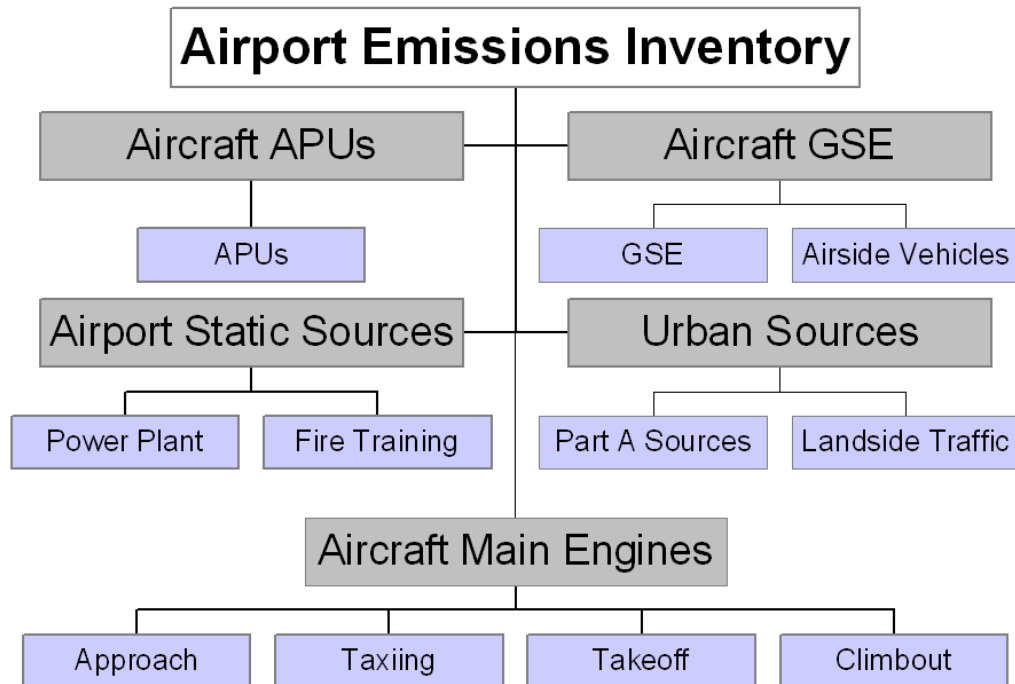 Airport Emissions Inventory
Aircraft APUs
Aircraft GSE
APUs
GSE
Airside Vehicles
Airport Static Sources
Urban Sources
Power Plant
Fire Training
Part A Sources
Landside Traffic
Aircraft Main Engines
Approach
Taxiing
Takeoff
Climbout